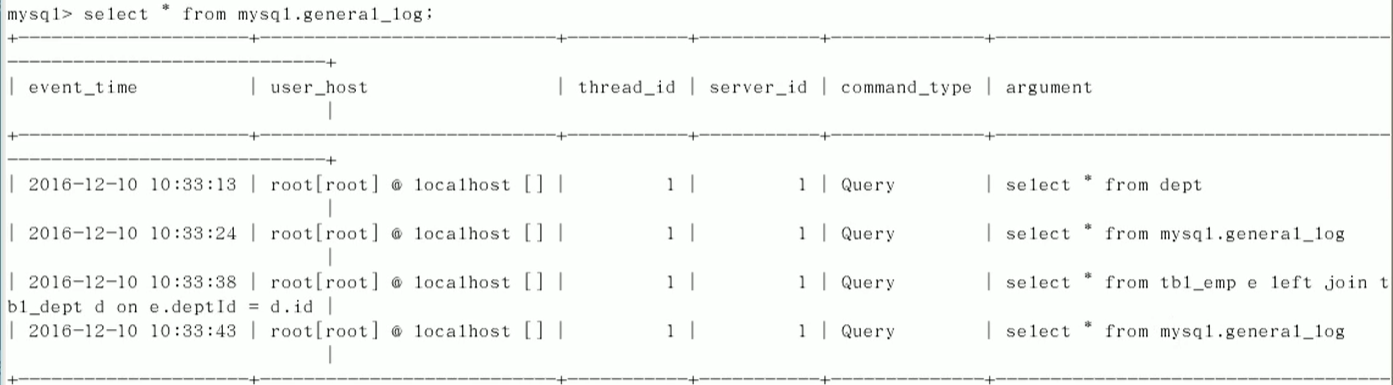 mysql> select * from mysql.general_log;
+---------------------+---------------------------+-----------+-----------+--------------+------------------------------------
-----------------------------+
| event_time | user_host | thread_id | server_id | command_type | argument
|
+---------------------+---------------------------+-----------+-----------+--------------+------------------------------------
-----------------------------+
| 2016-12-10 10:33:13 | root[root] @ localhost [] | 1 | 1 | Query | select * from dept
|
| 2016-12-10 10:33:24 | root[root] @ localhost [] | 1 | 1 | Query | select * from mysql.general_log
|
| 2016-12-10 10:33:38 | root[root] @ localhost [] | 1 | 1 | Query | select * from tbl_emp e left join t
bl_dept d on e.deptId = d.id |
| 2016-12-10 10:33:43 | root[root] @ localhost [] | 1 | 1 | Query | select * from mysql.general_log
|
+---------------------+---------------------------+-----------+-----------+--------------+------------------------------------